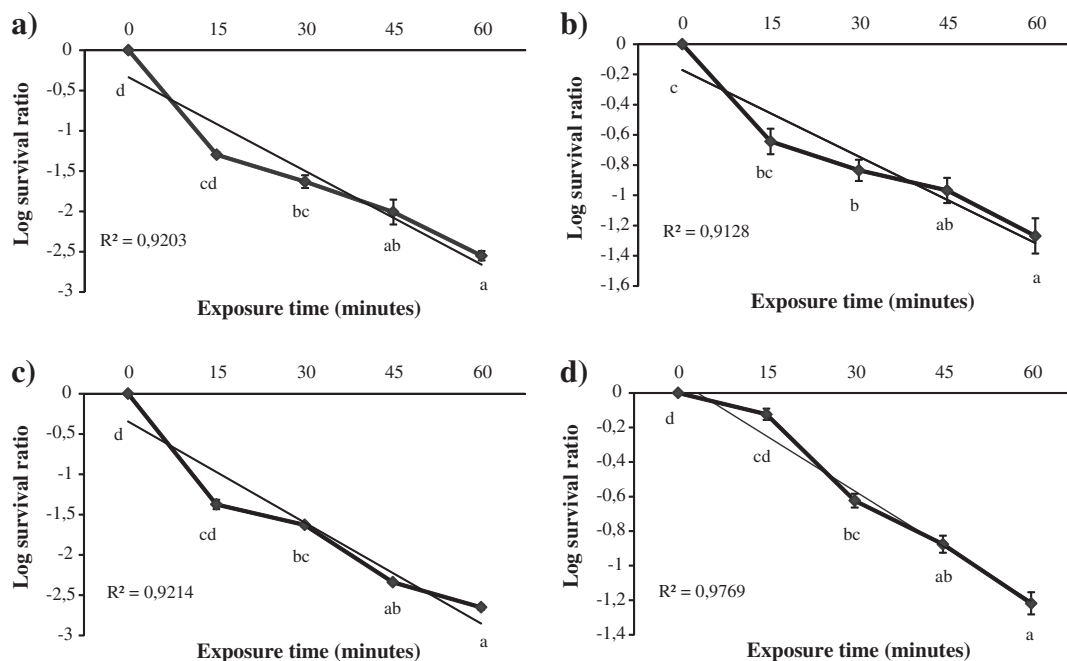 a)
0 15 30 45 60
0
-0,5
-1
-1,5
-2
-2,5
-3
Log survival ratio
d
cd
bc
ab
a
R² = 0,9203
Exposure time (minutes)
b)
0 15 30 45 60
0
-0,2
-0,4
-0,6
-0,8
-1
-1,2
-1,4
-1,6
Log survival ratio
c
bc
b
ab
a
R² = 0,9128
Exposure time (minutes)
c)
0 15 30 45 60
0
-0,5
-1
-1,5
-2
-2,5
-3
Log survival ratio
d
cd
bc
ab
a
R² = 0,9214
Exposure time (minutes)
d)
0 15 30 45 60
0
-0,2
-0,4
-0,6
-0,8
-1
-1,2
-1,4
Log survival ratio
d
cd
bc
ab
a
R² = 0,9769
Exposure time (minutes)